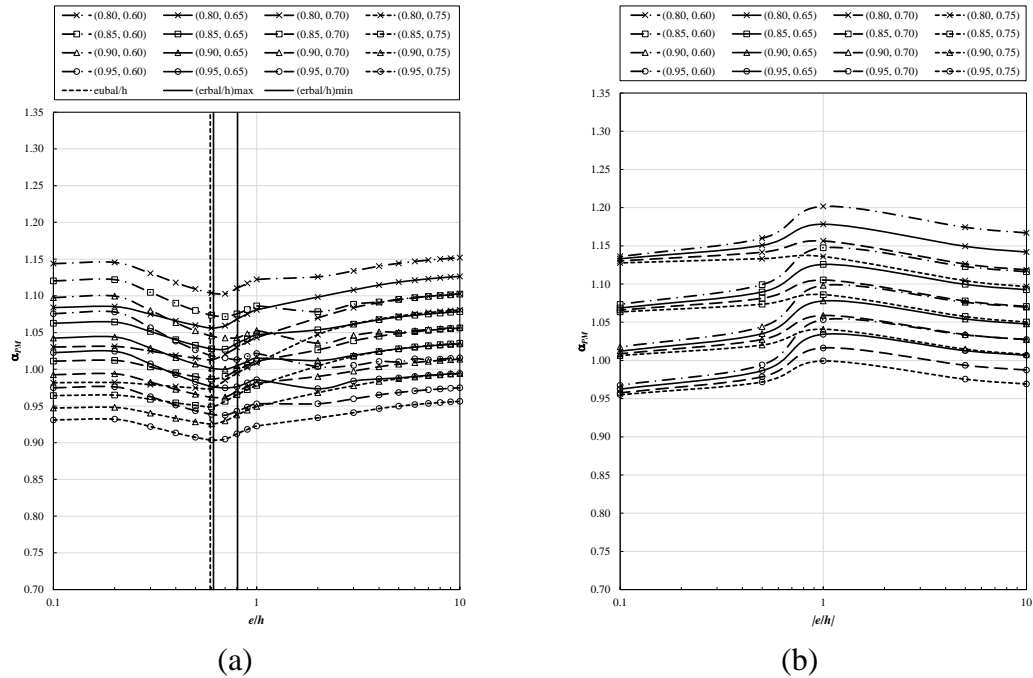 (0.80, 0.60) (0.80, 0.65) (0.80, 0.70) (0.80, 0.75)
(0.85, 0.60) (0.85, 0.65) (0.85, 0.70) (0.85, 0.75)
(0.90, 0.60) (0.90, 0.65) (0.90, 0.70) (0.90, 0.75)
(0.95, 0.60) (0.95, 0.65) (0.95, 0.70) (0.95, 0.75)
eubal/h (erbal/h)max (erbal/h)min
1.35
1.30
1.25
1.20
1.15
1.10
1.05
1.00
0.95
0.90
0.85
0.80
0.75
0.70
αPM
0.1 1 10
e/h
(a)
(0.80, 0.60) (0.80, 0.65) (0.80, 0.70) (0.80, 0.75)
(0.85, 0.60) (0.85, 0.65) (0.85, 0.70) (0.85, 0.75)
(0.90, 0.60) (0.90, 0.65) (0.90, 0.70) (0.90, 0.75)
(0.95, 0.60) (0.95, 0.65) (0.95, 0.70) (0.95, 0.75)
1.35
1.30
1.25
1.20
1.15
1.10
1.05
1.00
0.95
0.90
0.85
0.80
0.75
0.70
αPM
0.1 1 10
|e/h|
(b)